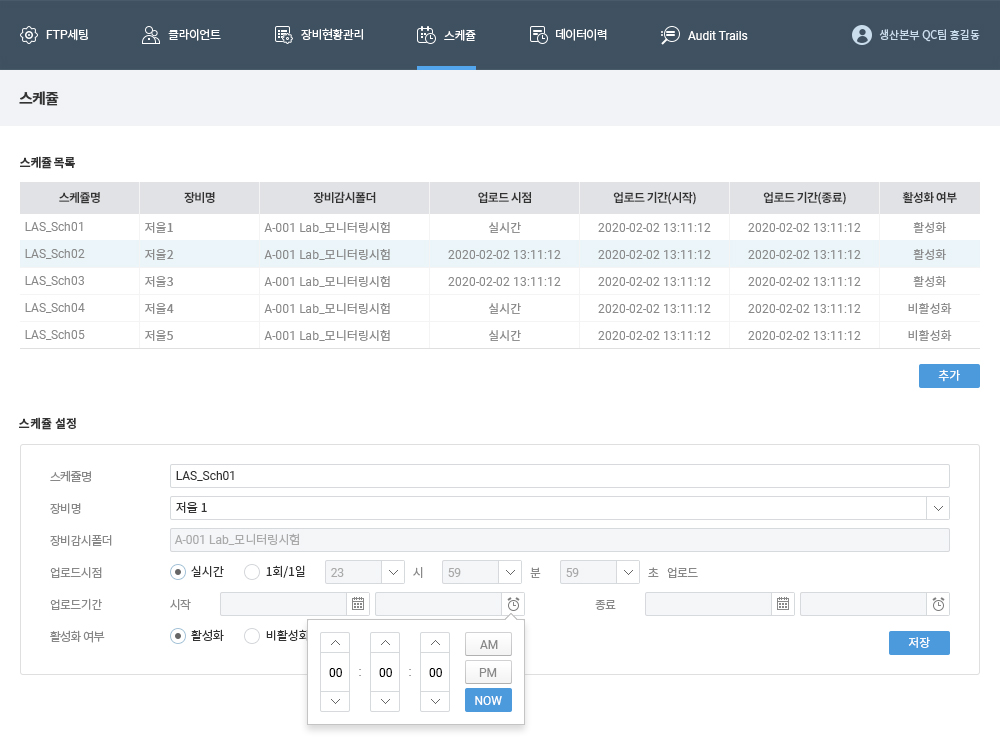 FTP세팅 클라이언트 장비현황관리 스케쥴 데이터이력 Audit Trails 생산본부 QC팀 홍길동
스케쥴
스케쥴 목록
스케쥴명 장비명 장비감시폴더 업로드 시점 업로드 기간(시작) 업로드 기간(종료) 활성화 여부
LAS_Sch01 저울1 A-001 Lab_모니터링시험 실시간 2020-02-02 13:11:12 2020-02-02 13:11:12 활성화
LAS_Sch02 저울2 A-001 Lab_모니터링시험 2020-02-02 13:11:12 2020-02-02 13:11:12 2020-02-02 13:11:12 활성화
LAS_Sch03 저울3 A-001 Lab_모니터링시험 2020-02-02 13:11:12 2020-02-02 13:11:12 2020-02-02 13:11:12 활성화
LAS_Sch04 저울4 A-001 Lab_모니터링시험 실시간 2020-02-02 13:11:12 2020-02-02 13:11:12 비활성화
LAS_Sch05 저울5 A-001 Lab_모니터링시험 실시간 2020-02-02 13:11:12 2020-02-02 13:11:12 비활성화
추가
스케쥴 설정
스케쥴명 LAS_Sch01
장비명 저울 1
장비감시폴더 A-001 Lab_모니터링시험
업로드시점 실시간 1회/1일 23 시 59 분 59 초 업로드
업로드기간 시작 종료
활성화 여부 활성화 비활성화
저장
00 : 00 : 00
AM
PM
NOW